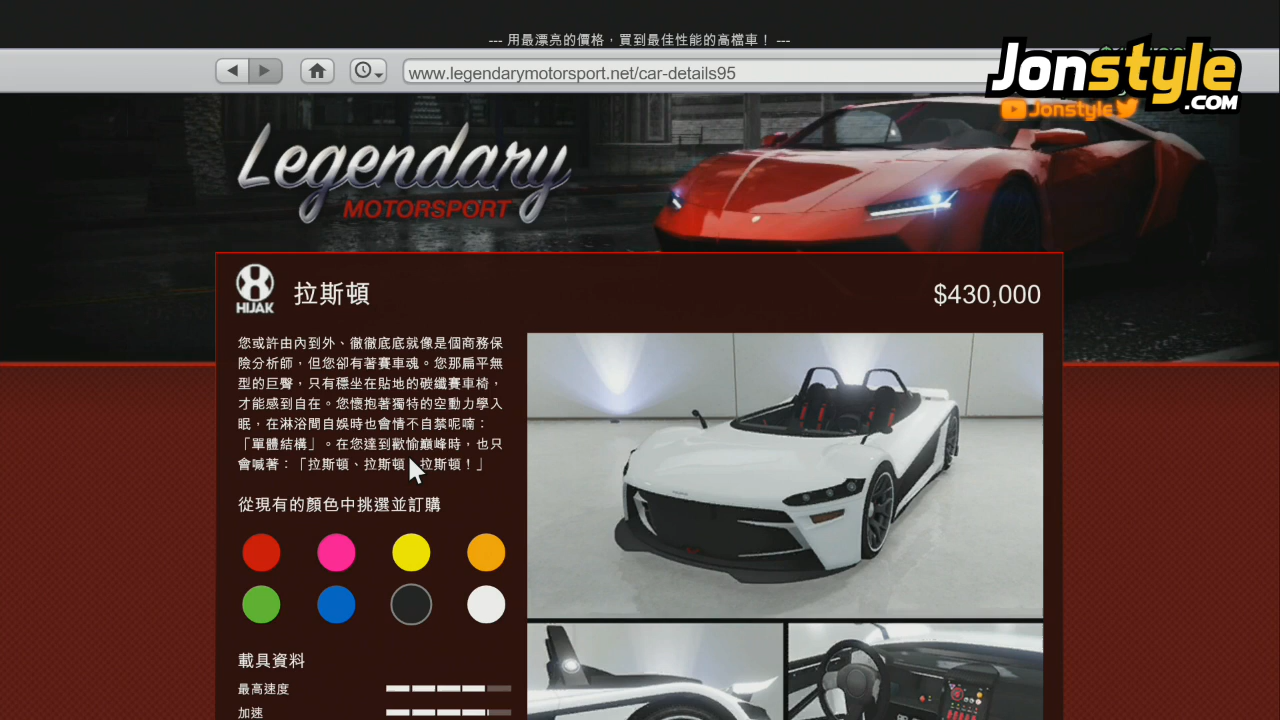 --- 用最漂亮的價格，買到最佳性能的高檔車！ ---
www.legendarymotorsport.net/car-details95
Jonstyle
.COM
Jonstyle
Legendary
MOTORSPORT
HIJAK
拉斯頓
$430,000
您或許由內到外、徹徹底底就像是個商務保
險分析師，但您卻有著賽車魂。您那扁平無
型的巨臀，只有穩坐在貼地的碳纖賽車椅，
才能感到自在。您懷抱著獨特的空動力學入
眠，在淋浴間自娛時也會情不自禁呢喃：
「單體結構」。在您達到歡愉巔峰時，也只
會喊著：「拉斯頓、拉斯頓、拉斯頓！」
從現有的顏色中挑選並訂購
載具資料
最高速度
加速